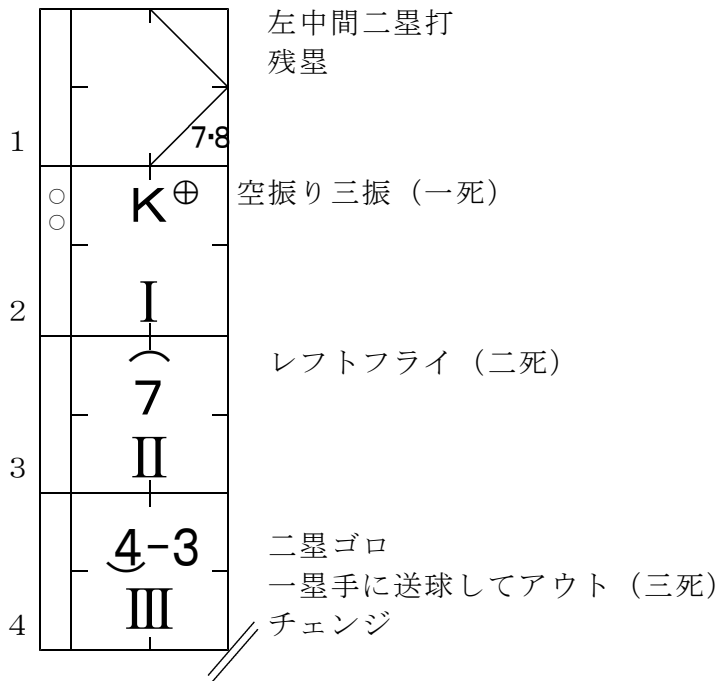 左中間二塁打
残塁
7・8
1
○
○
K⊕
空振り三振（一死）
I
2
レフトフライ（二死）
7
II
3
4-3
二塁ゴロ
一塁手に送球してアウト（三死）
III
チェンジ
4